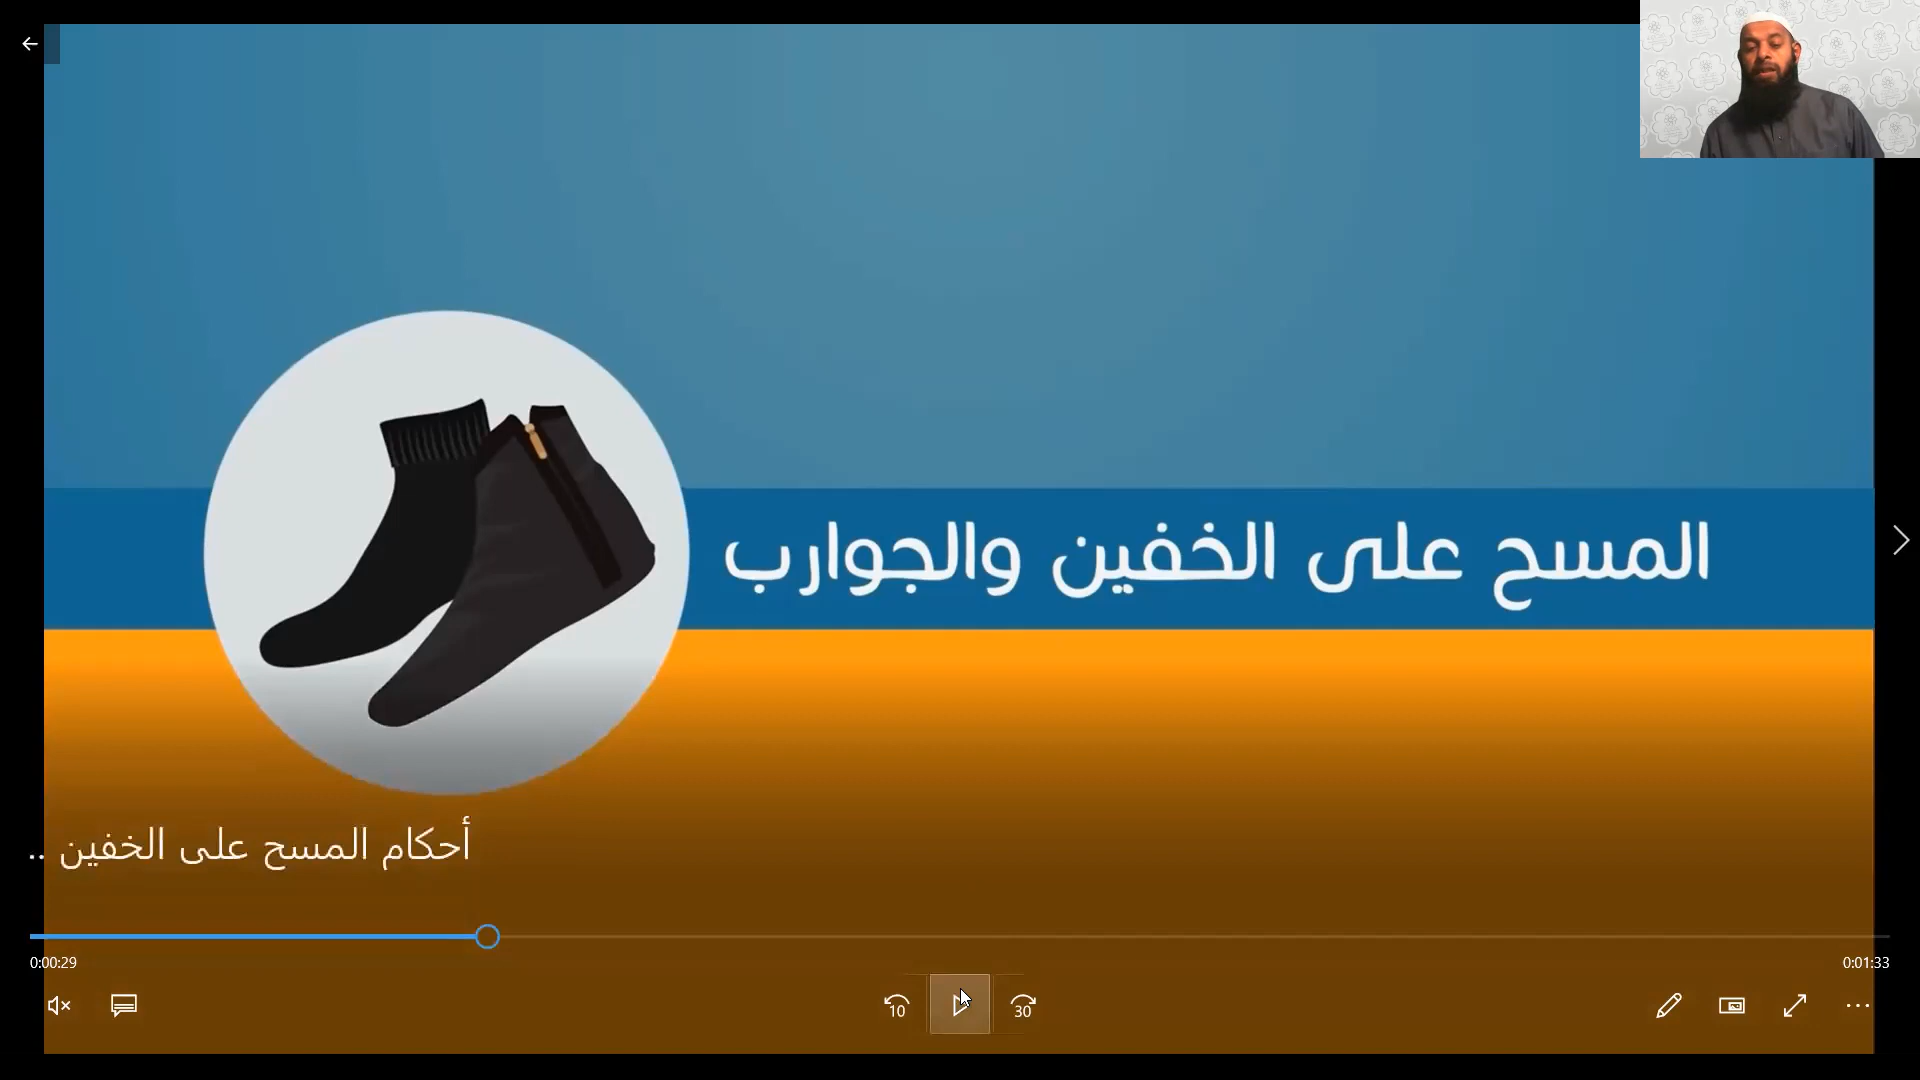 المسح على الخفين والجوارب
أحكام المسح على الخفين ..
0:00:29
0:01:33
10
30